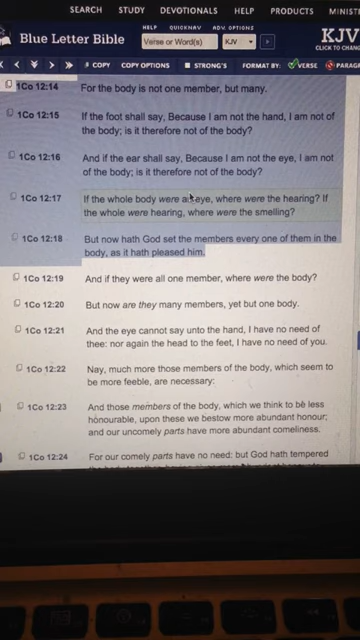 SEARCH STUDY DEVOTIONALS HELP PRODUCTS MINIST
Blue Letter Bible
HELP QUICKNAV ADV. OPTIONS
Verse or Word(s) KJV
KJV
CLICK TO CHAN
COPY COPY OPTIONS STRONG'S FORMAT BY: VERSE PARAG
1Co 12:14 For the body is not one member, but many.
1Co 12:15 If the foot shall say, Because I am not the hand, I am not of
the body; is it therefore not of the body?
1Co 12:16 And if the ear shall say, Because I am not the eye, I am not
of the body; is it therefore not of the body?
1Co 12:17 If the whole body were an eye, where were the hearing? If
the whole were hearing, where were the smelling?
1Co 12:18 But now hath God set the members every one of them in the
body, as it hath pleased him.
1Co 12:19 And if they were all one member, where were the body?
1Co 12:20 But now are they many members, yet but one body.
1Co 12:21 And the eye cannot say unto the hand, I have no need of
thee: nor again the head to the feet, I have no need of you.
1Co 12:22 Nay, much more those members of the body, which seem to
be more feeble, are necessary:
1Co 12:23 And those members of the body, which we think to be less
honourable, upon these we bestow more abundant honour;
and our uncomely parts have more abundant comeliness.
1Co 12:24 For our comely parts have no need: but God hath tempered